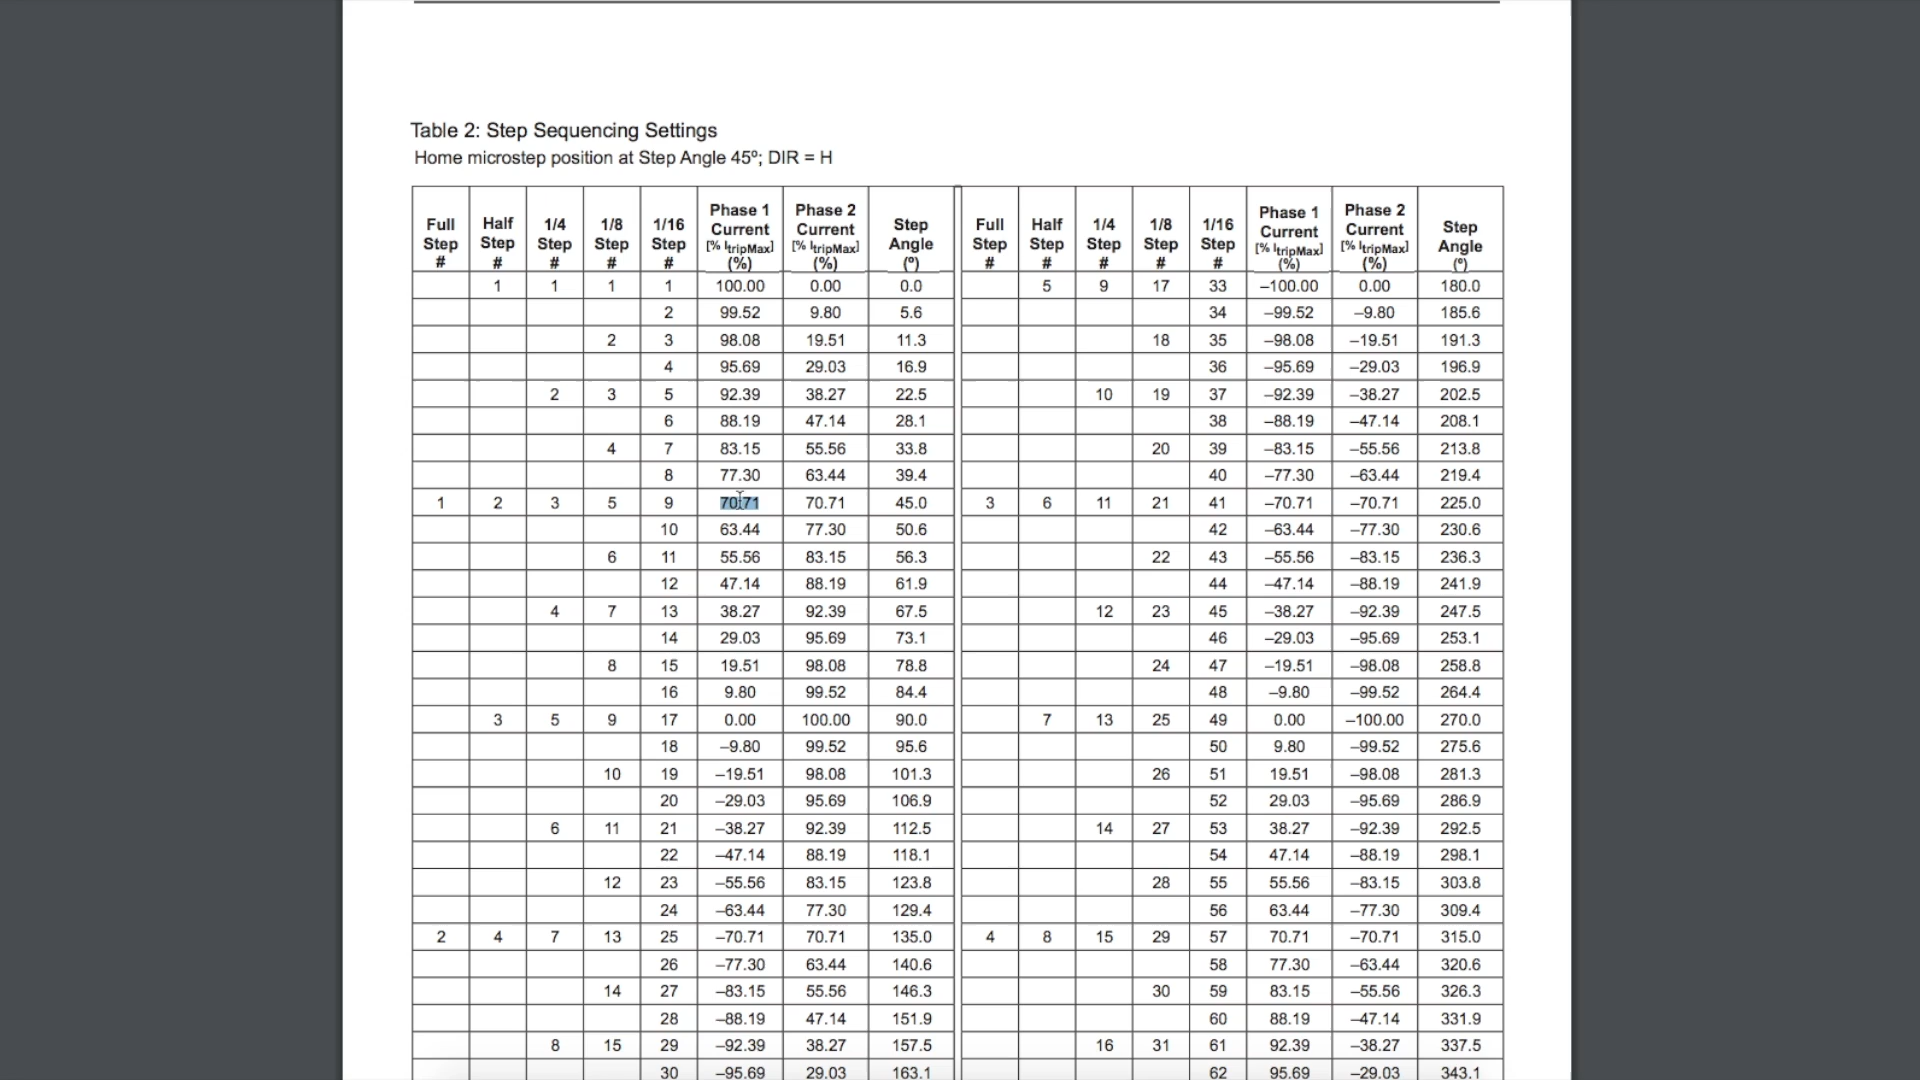 Table 2: Step Sequencing Settings
Home microstep position at Step Angle 45º; DIR = H
Full Step # Half Step # 1/4 Step # 1/8 Step # 1/16 Step # Phase 1 Current [% ItripMax] (%) Phase 2 Current [% ItripMax] (%) Step Angle (º) Full Step # Half Step # 1/4 Step # 1/8 Step # 1/16 Step # Phase 1 Current [% ItripMax] (%) Phase 2 Current [% ItripMax] (%) Step Angle (º)
1 1 1 1 100.00 0.00 0.0 5 9 17 33 –100.00 0.00 180.0
2 99.52 9.80 5.6 34 –99.52 –9.80 185.6
2 3 98.08 19.51 11.3 18 35 –98.08 –19.51 191.3
4 95.69 29.03 16.9 36 –95.69 –29.03 196.9
2 3 5 92.39 38.27 22.5 10 19 37 –92.39 –38.27 202.5
6 88.19 47.14 28.1 38 –88.19 –47.14 208.1
4 7 83.15 55.56 33.8 20 39 –83.15 –55.56 213.8
8 77.30 63.44 39.4 40 –77.30 –63.44 219.4
1 2 3 5 9 70.71 70.71 45.0 3 6 11 21 41 –70.71 –70.71 225.0
10 63.44 77.30 50.6 42 –63.44 –77.30 230.6
6 11 55.56 83.15 56.3 22 43 –55.56 –83.15 236.3
12 47.14 88.19 61.9 44 –47.14 –88.19 241.9
4 7 13 38.27 92.39 67.5 12 23 45 –38.27 –92.39 247.5
14 29.03 95.69 73.1 46 –29.03 –95.69 253.1
8 15 19.51 98.08 78.8 24 47 –19.51 –98.08 258.8
16 9.80 99.52 84.4 48 –9.80 –99.52 264.4
3 5 9 17 0.00 100.00 90.0 7 13 25 49 0.00 –100.00 270.0
18 –9.80 99.52 95.6 50 9.80 –99.52 275.6
10 19 –19.51 98.08 101.3 26 51 19.51 –98.08 281.3
20 –29.03 95.69 106.9 52 29.03 –95.69 286.9
6 11 21 –38.27 92.39 112.5 14 27 53 38.27 –92.39 292.5
22 –47.14 88.19 118.1 54 47.14 –88.19 298.1
12 23 –55.56 83.15 123.8 28 55 55.56 –83.15 303.8
24 –63.44 77.30 129.4 56 63.44 –77.30 309.4
2 4 7 13 25 –70.71 70.71 135.0 4 8 15 29 57 70.71 –70.71 315.0
26 –77.30 63.44 140.6 58 77.30 –63.44 320.6
14 27 –83.15 55.56 146.3 30 59 83.15 –55.56 326.3
28 –88.19 47.14 151.9 60 88.19 –47.14 331.9
8 15 29 –92.39 38.27 157.5 16 31 61 92.39 –38.27 337.5
30 –95.69 29.03 163.1 62 95.69 –29.03 343.1